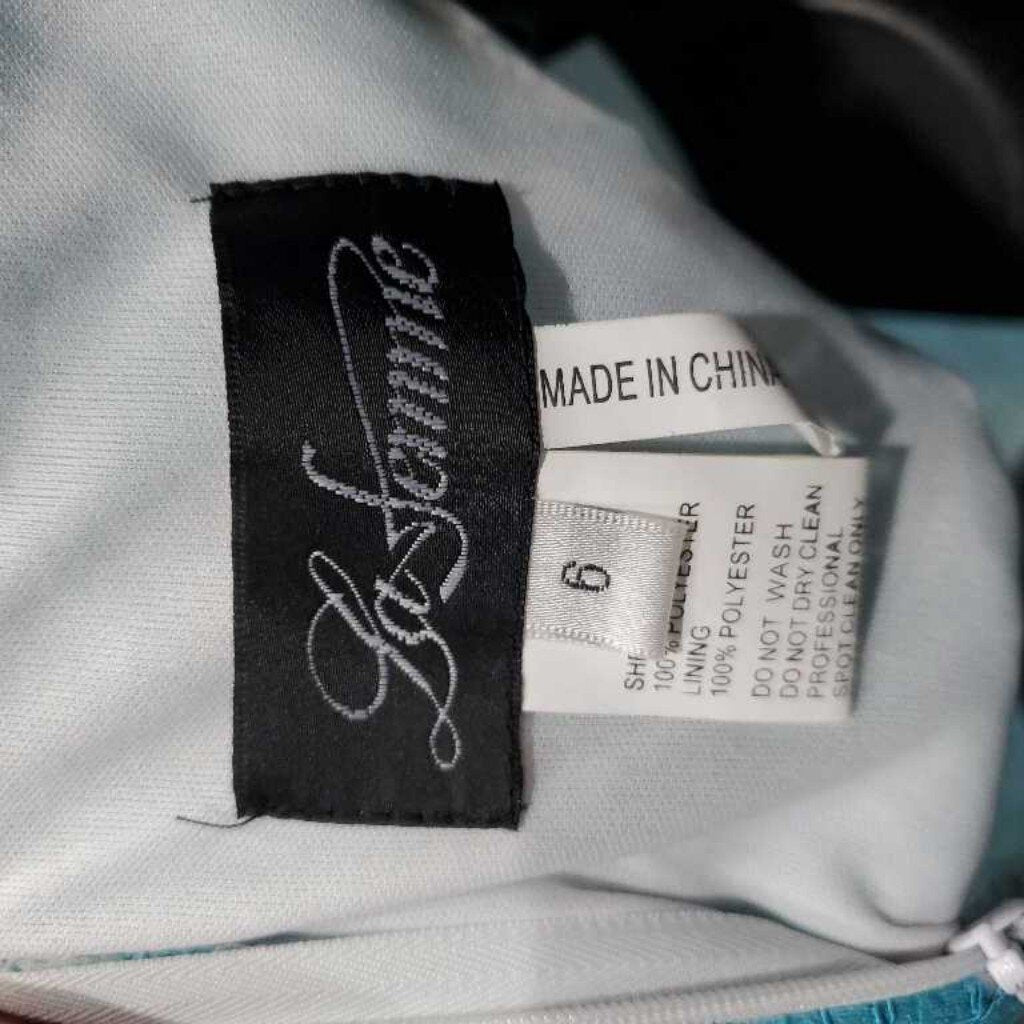 La Femme
MADE IN CHINA
6
100% POLYESTER
LINING
100% POLYESTER
DO NOT WASH
DO NOT DRY CLEAN
PROFESSIONAL
SPOT CLEAN ONLY